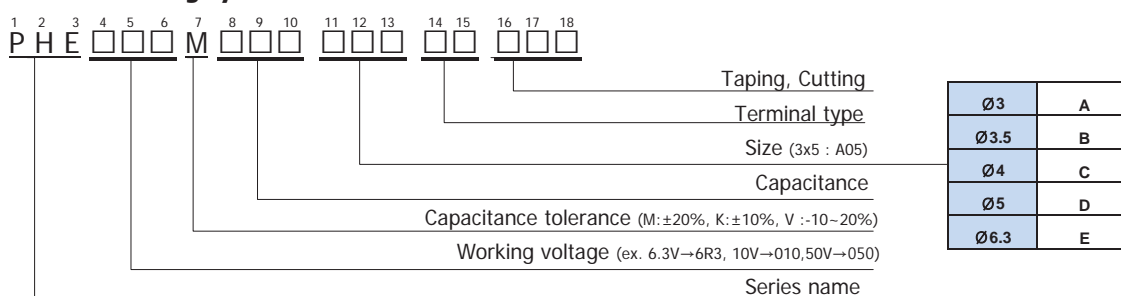 1 2 3 4 5 6 7 8 9 10 11 12 13 14 15 16 17 18
P H E □□□ M □□□ □□□ □□ □□□
Taping, Cutting
Terminal type
Size (3x5 : A05)
Capacitance
Capacitance tolerance (M:±20%, K:±10%, V :-10~20%)
Working voltage (ex. 6.3V→6R3, 10V→010,50V→050)
Series name
Ø3 A
Ø3.5 B
Ø4 C
Ø5 D
Ø6.3 E